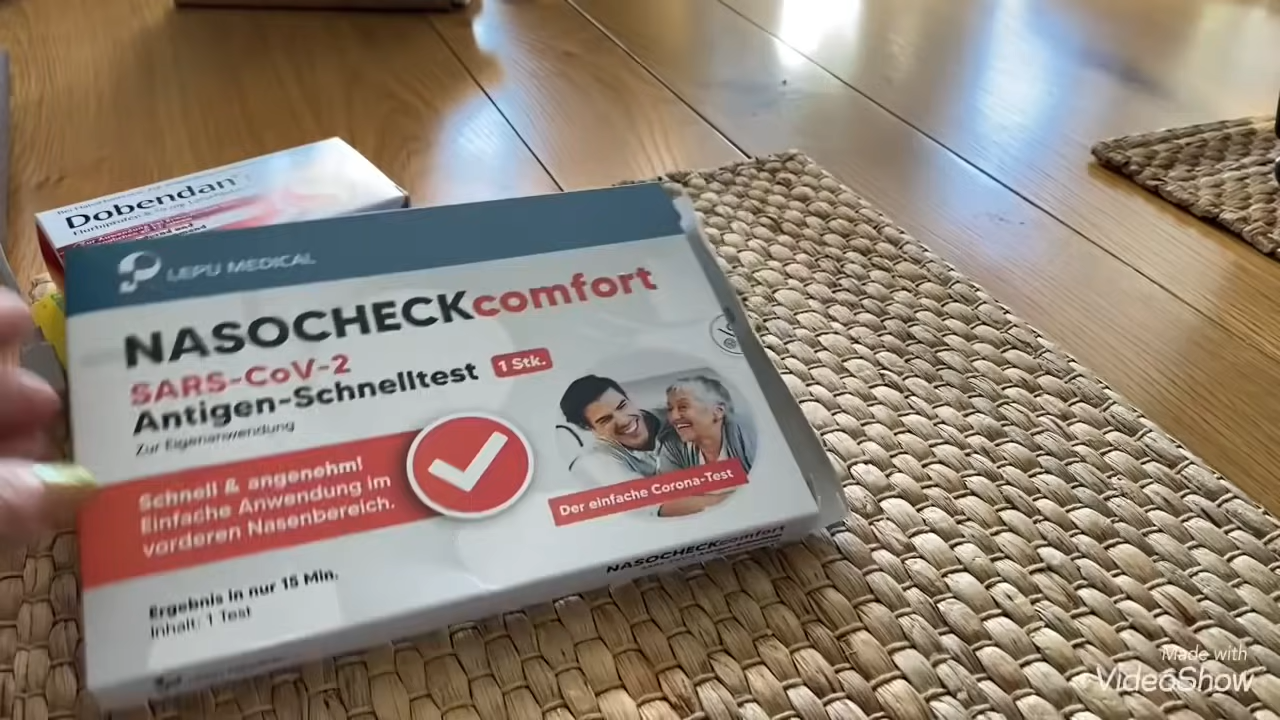 Dobendan
LEPU MEDICAL
NASOCHECKcomfort
SARS-CoV-2
Antigen-Schnelltest
1 Stk.
Zur Eigenanwendung
Schnell & angenehm!
Einfache Anwendung im
vorderen Nasenbereich.
Der einfache Corona-Test
Ergebnis in nur 15 Min.
Inhalt: 1 Test
NASOCHECKcomfort
Made with
VideoShow